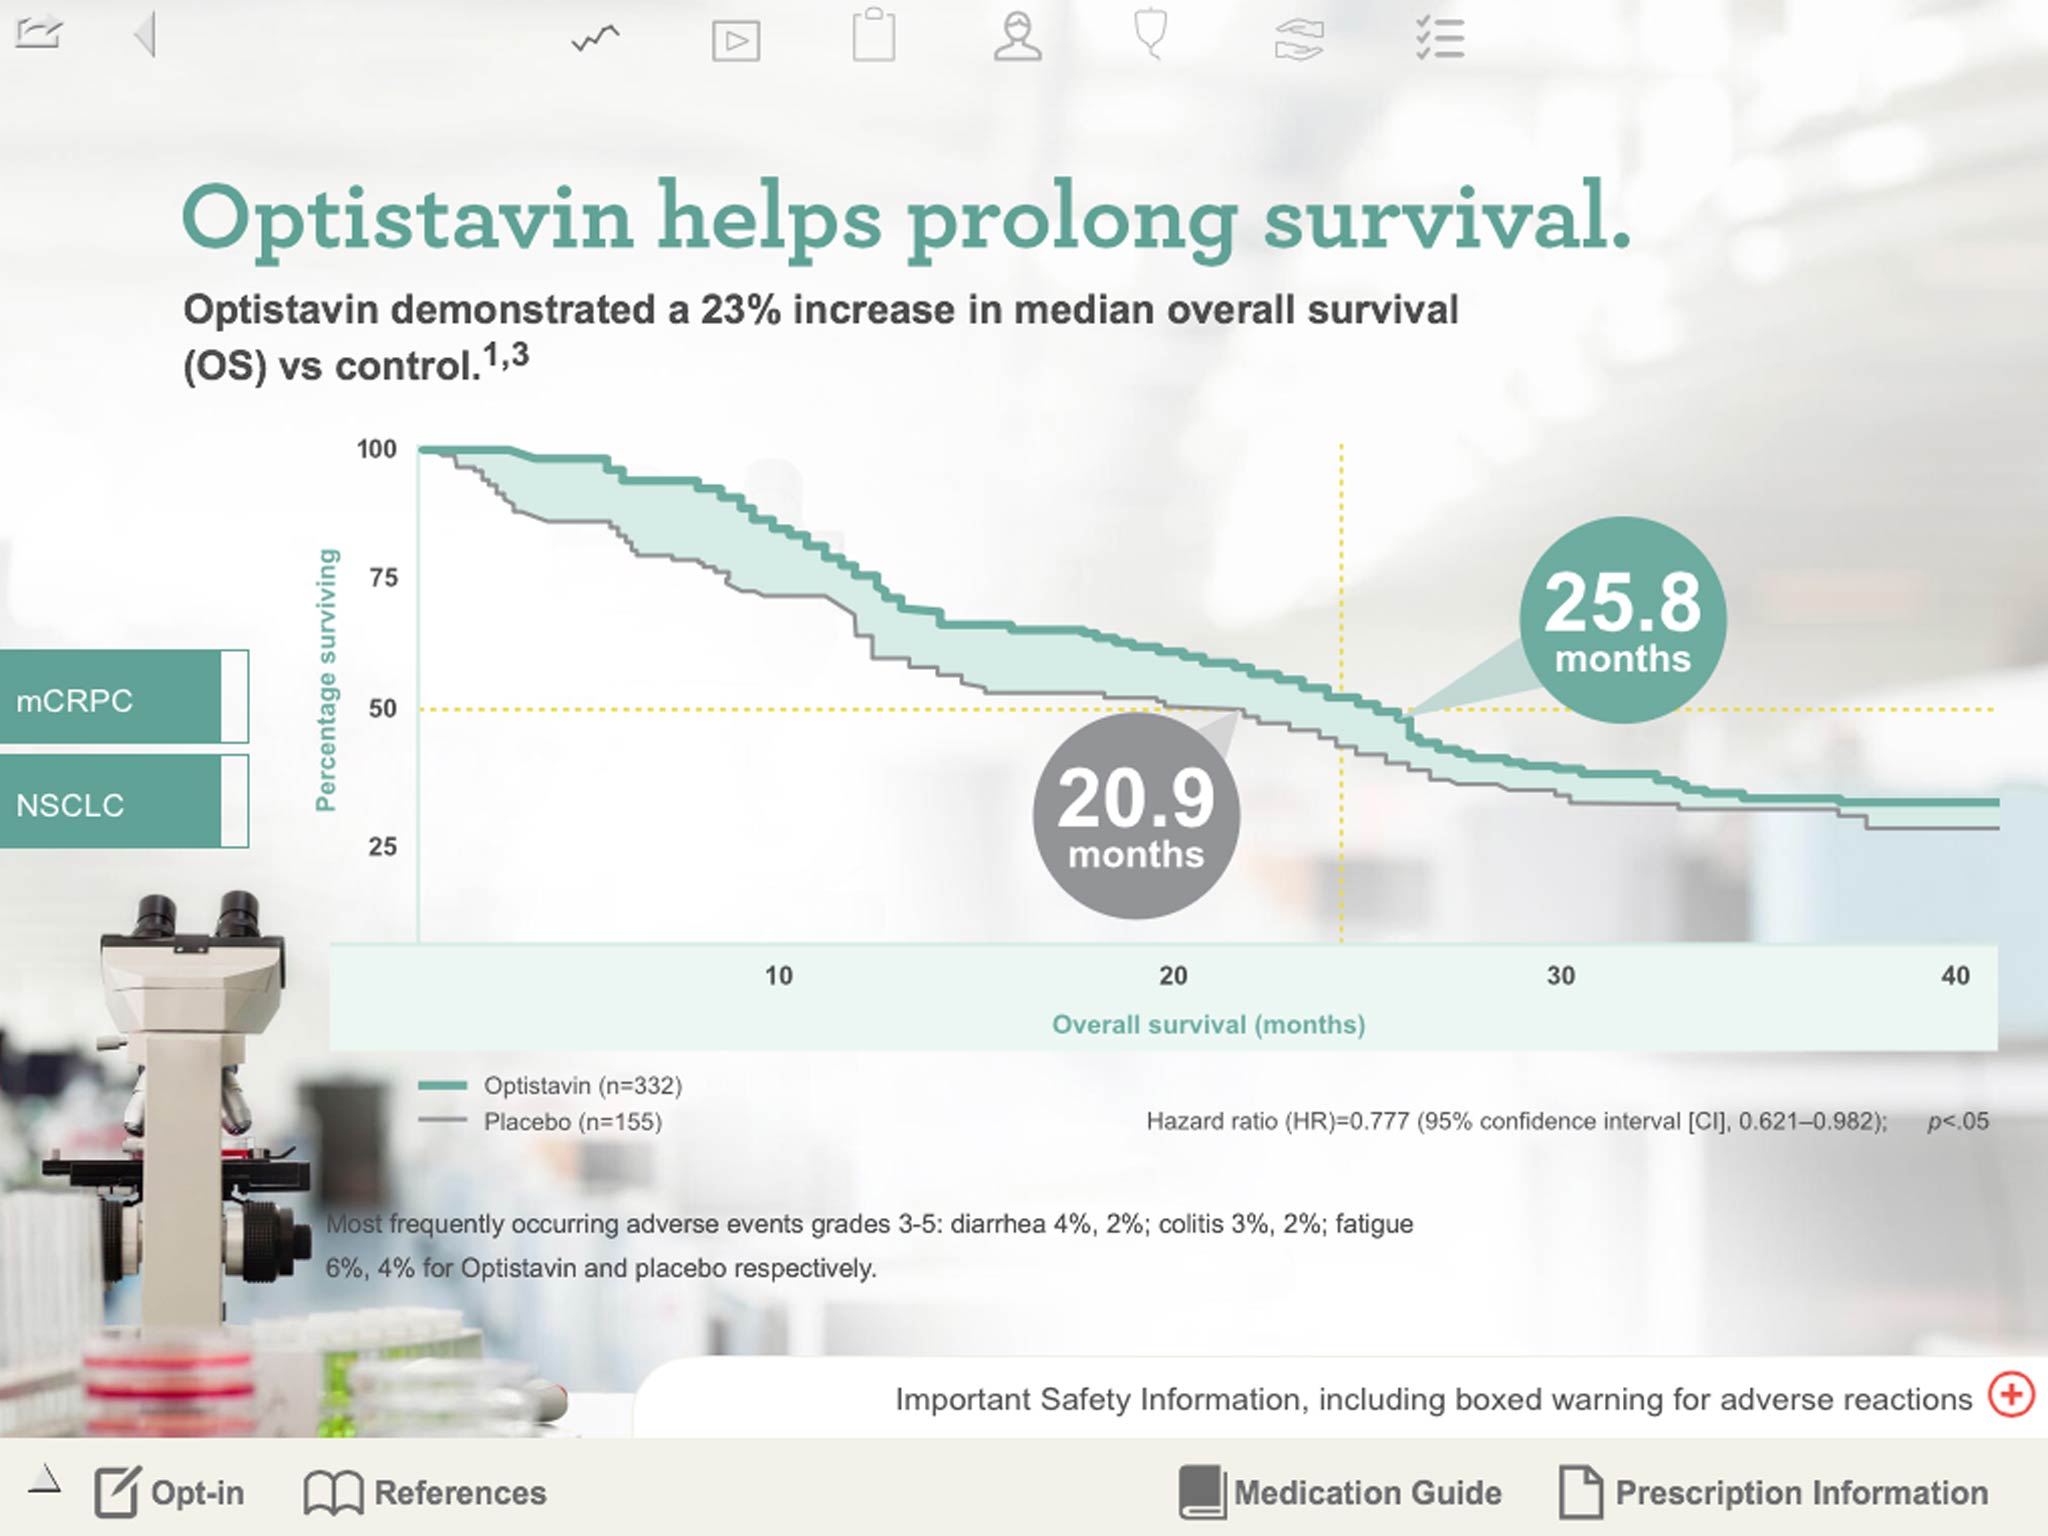 Optistavin helps prolong survival.
Optistavin demonstrated a 23% increase in median overall survival
(OS) vs control.1,3
Percentage surviving
100
75
50
25
25.8
months
20.9
months
mCRPC
NSCLC
10 20 30 40
Overall survival (months)
Optistavin (n=332)
Placebo (n=155)
Hazard ratio (HR)=0.777 (95% confidence interval [CI], 0.621–0.982); p<.05
Most frequently occurring adverse events grades 3-5: diarrhea 4%, 2%; colitis 3%, 2%; fatigue
6%, 4% for Optistavin and placebo respectively.
Important Safety Information, including boxed warning for adverse reactions
Opt-in References Medication Guide Prescription Information